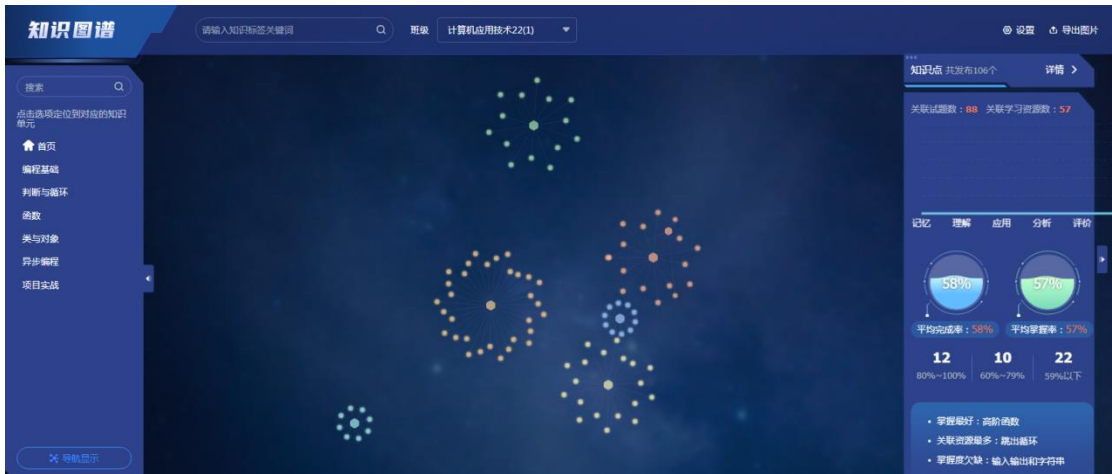 知识图谱
请输入知识标签关键词
班级 计算机应用技术22(1)
设置 导出图片
搜索
点击选项定位到对应的知识
单元
首页
编程基础
判断与循环
函数
类与对象
异步编程
项目实战
导航显示
知识点 共发布106个 详情
关联试题数：88 关联学习资源数：57
记忆 理解 应用 分析 评价
58% 57%
平均完成率：58% 平均掌握率：57%
12 10 22
80%~100% 60%~79% 59%以下
• 掌握最好：高阶函数
• 关联资源最多：跳出循环
• 掌握度欠缺：输入输出和字符串